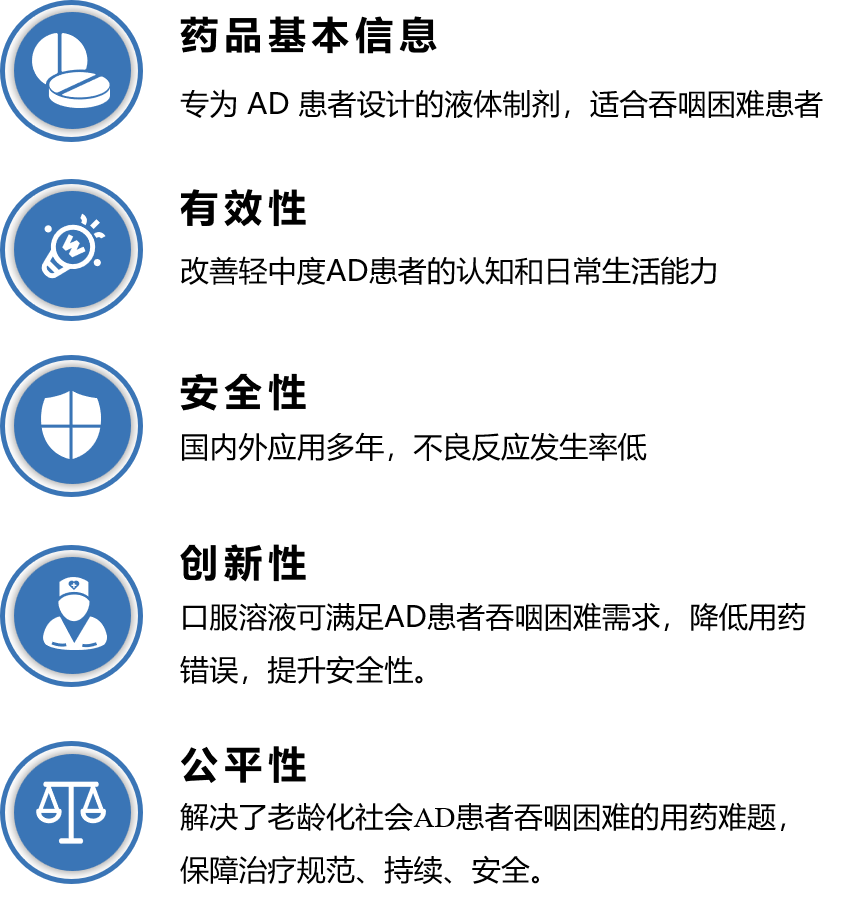 药品基本信息
专为 AD 患者设计的液体制剂，适合吞咽困难患者
有效性
改善轻中度AD患者的认知和日常生活能力
安全性
国内外应用多年，不良反应发生率低
创新性
口服溶液可满足AD患者吞咽困难需求，降低用药
错误，提升安全性。
公平性
解决了老龄化社会AD患者吞咽困难的用药难题，
保障治疗规范、持续、安全。